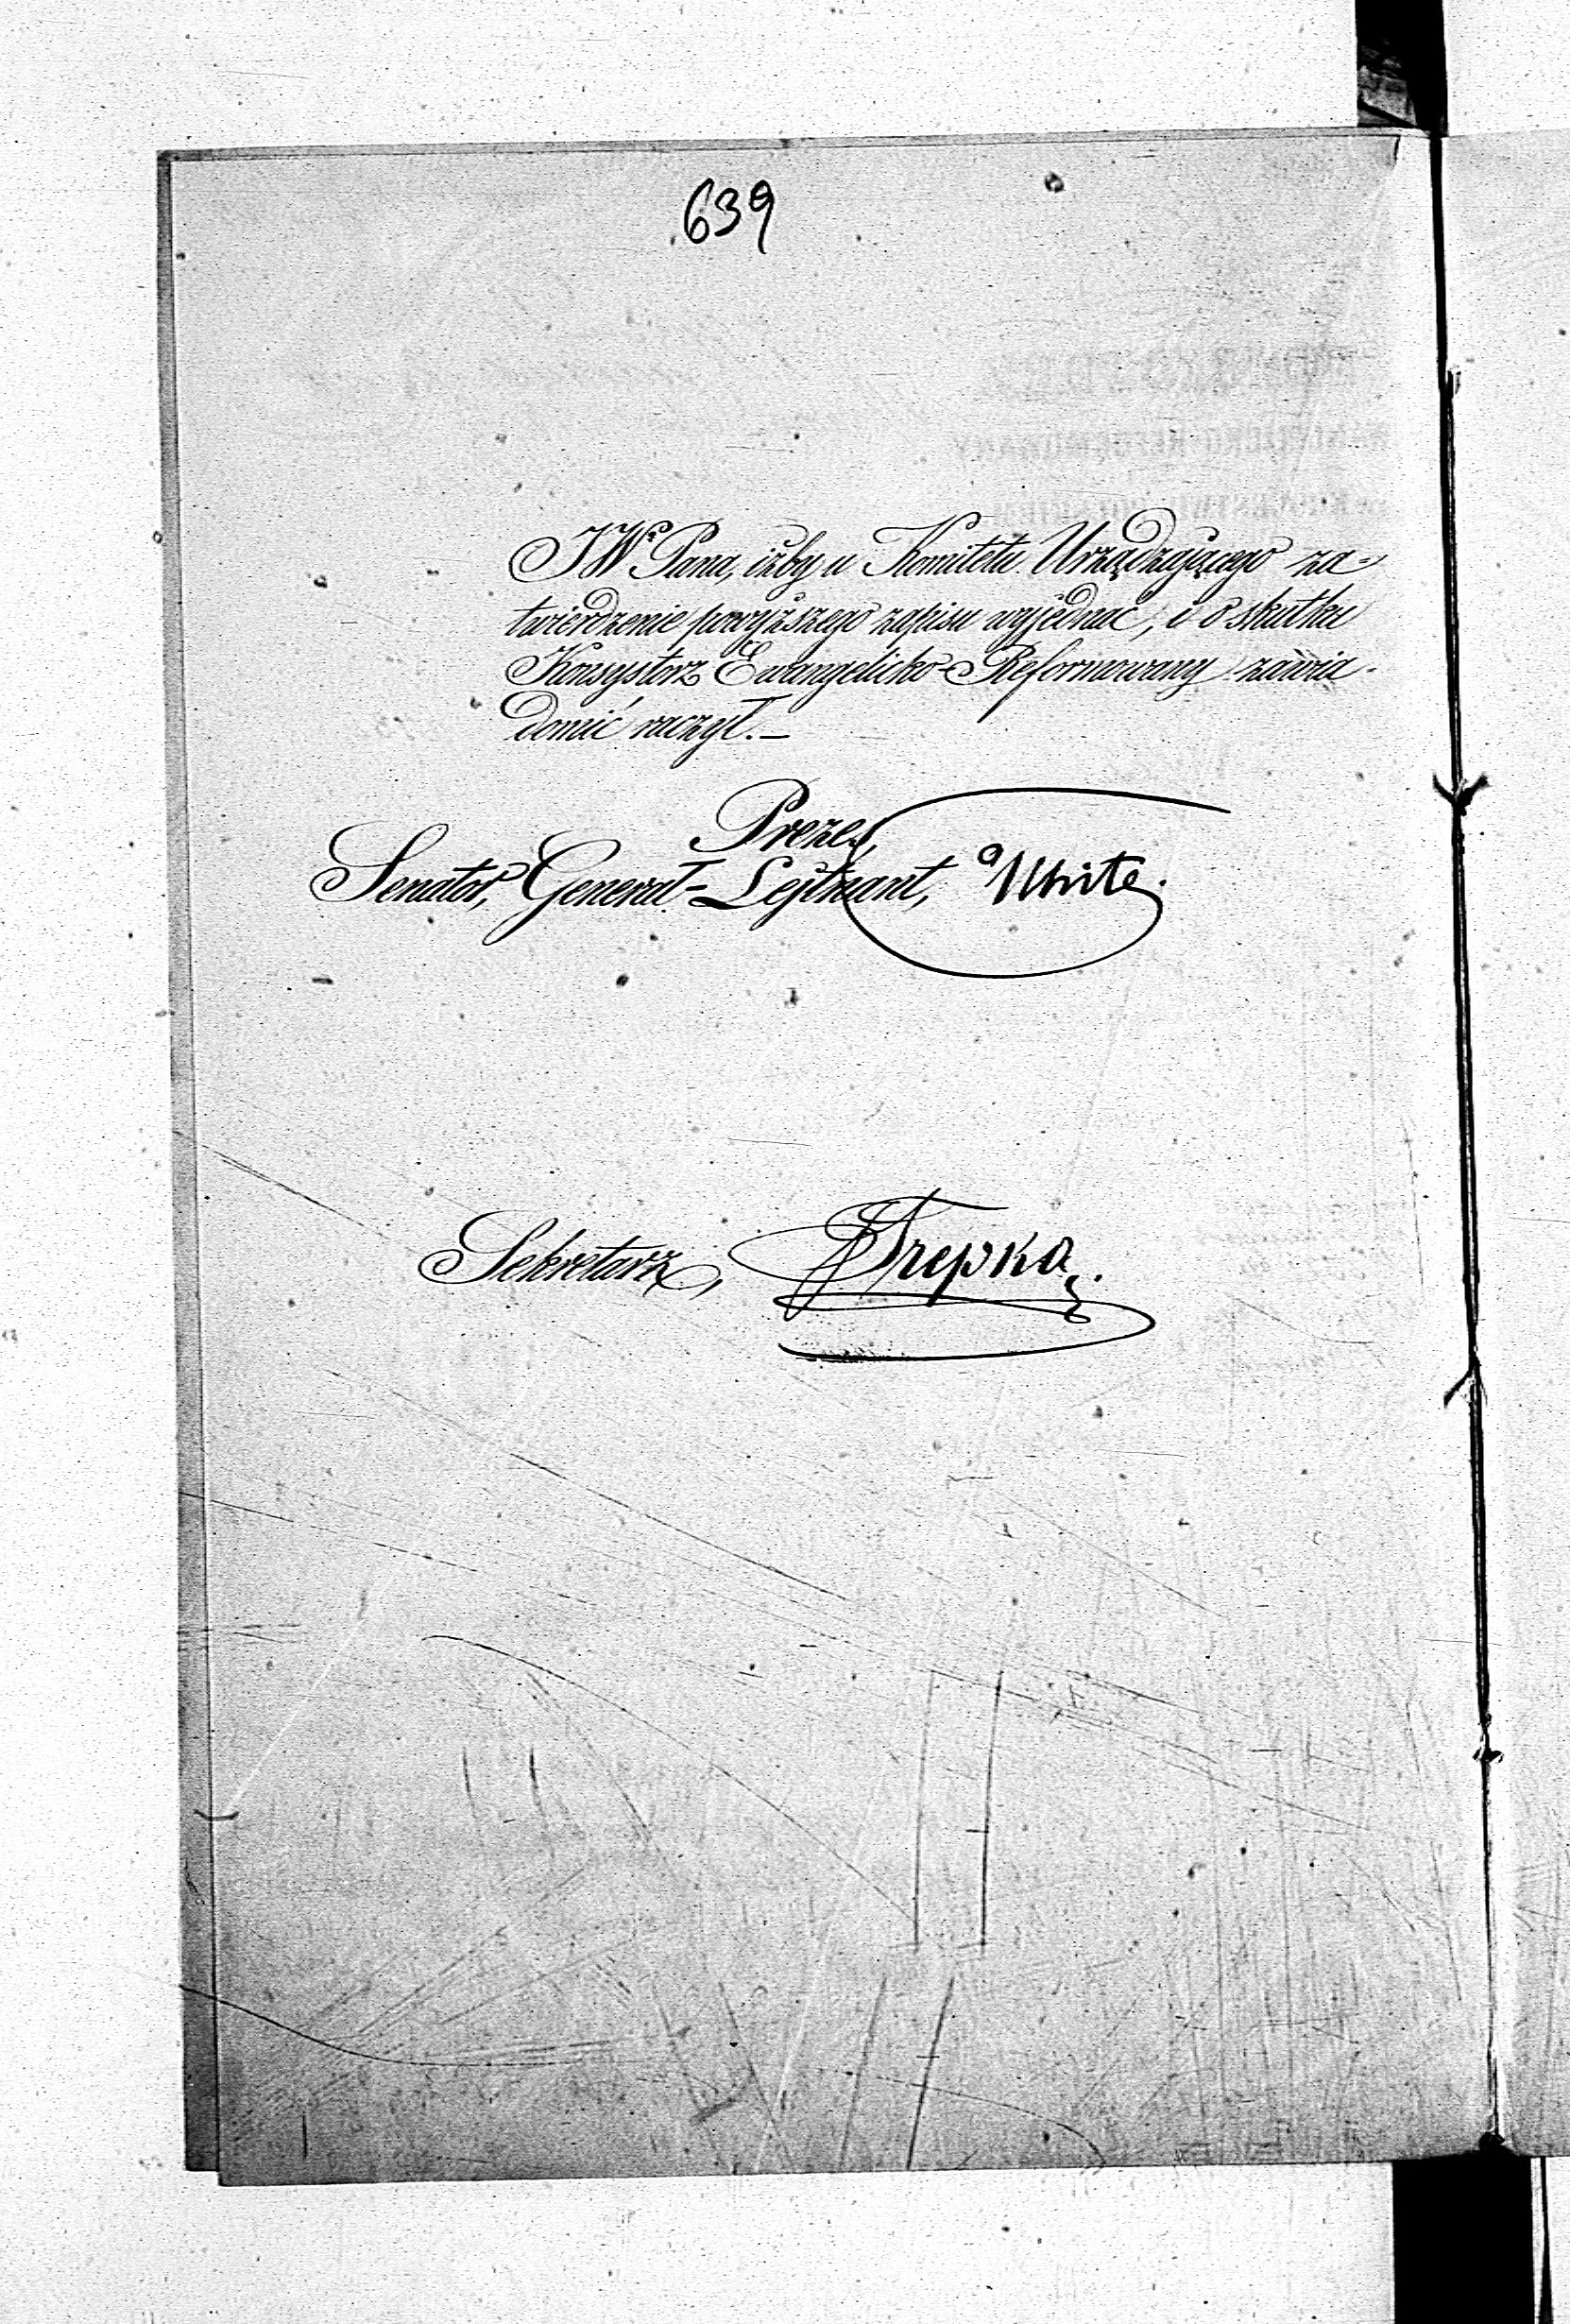 639
JW. Pana, iżby u Komitetu Urządzającego za-
twierdzenie powyższego zapisu wyjednać, i o skutku
Konsystorz Ewangelicko-Reformowany zawia-
domić raczył.—
Prezes,
Senator, Generał-Lejtnant, a White.
Sekretarz, Trepka.